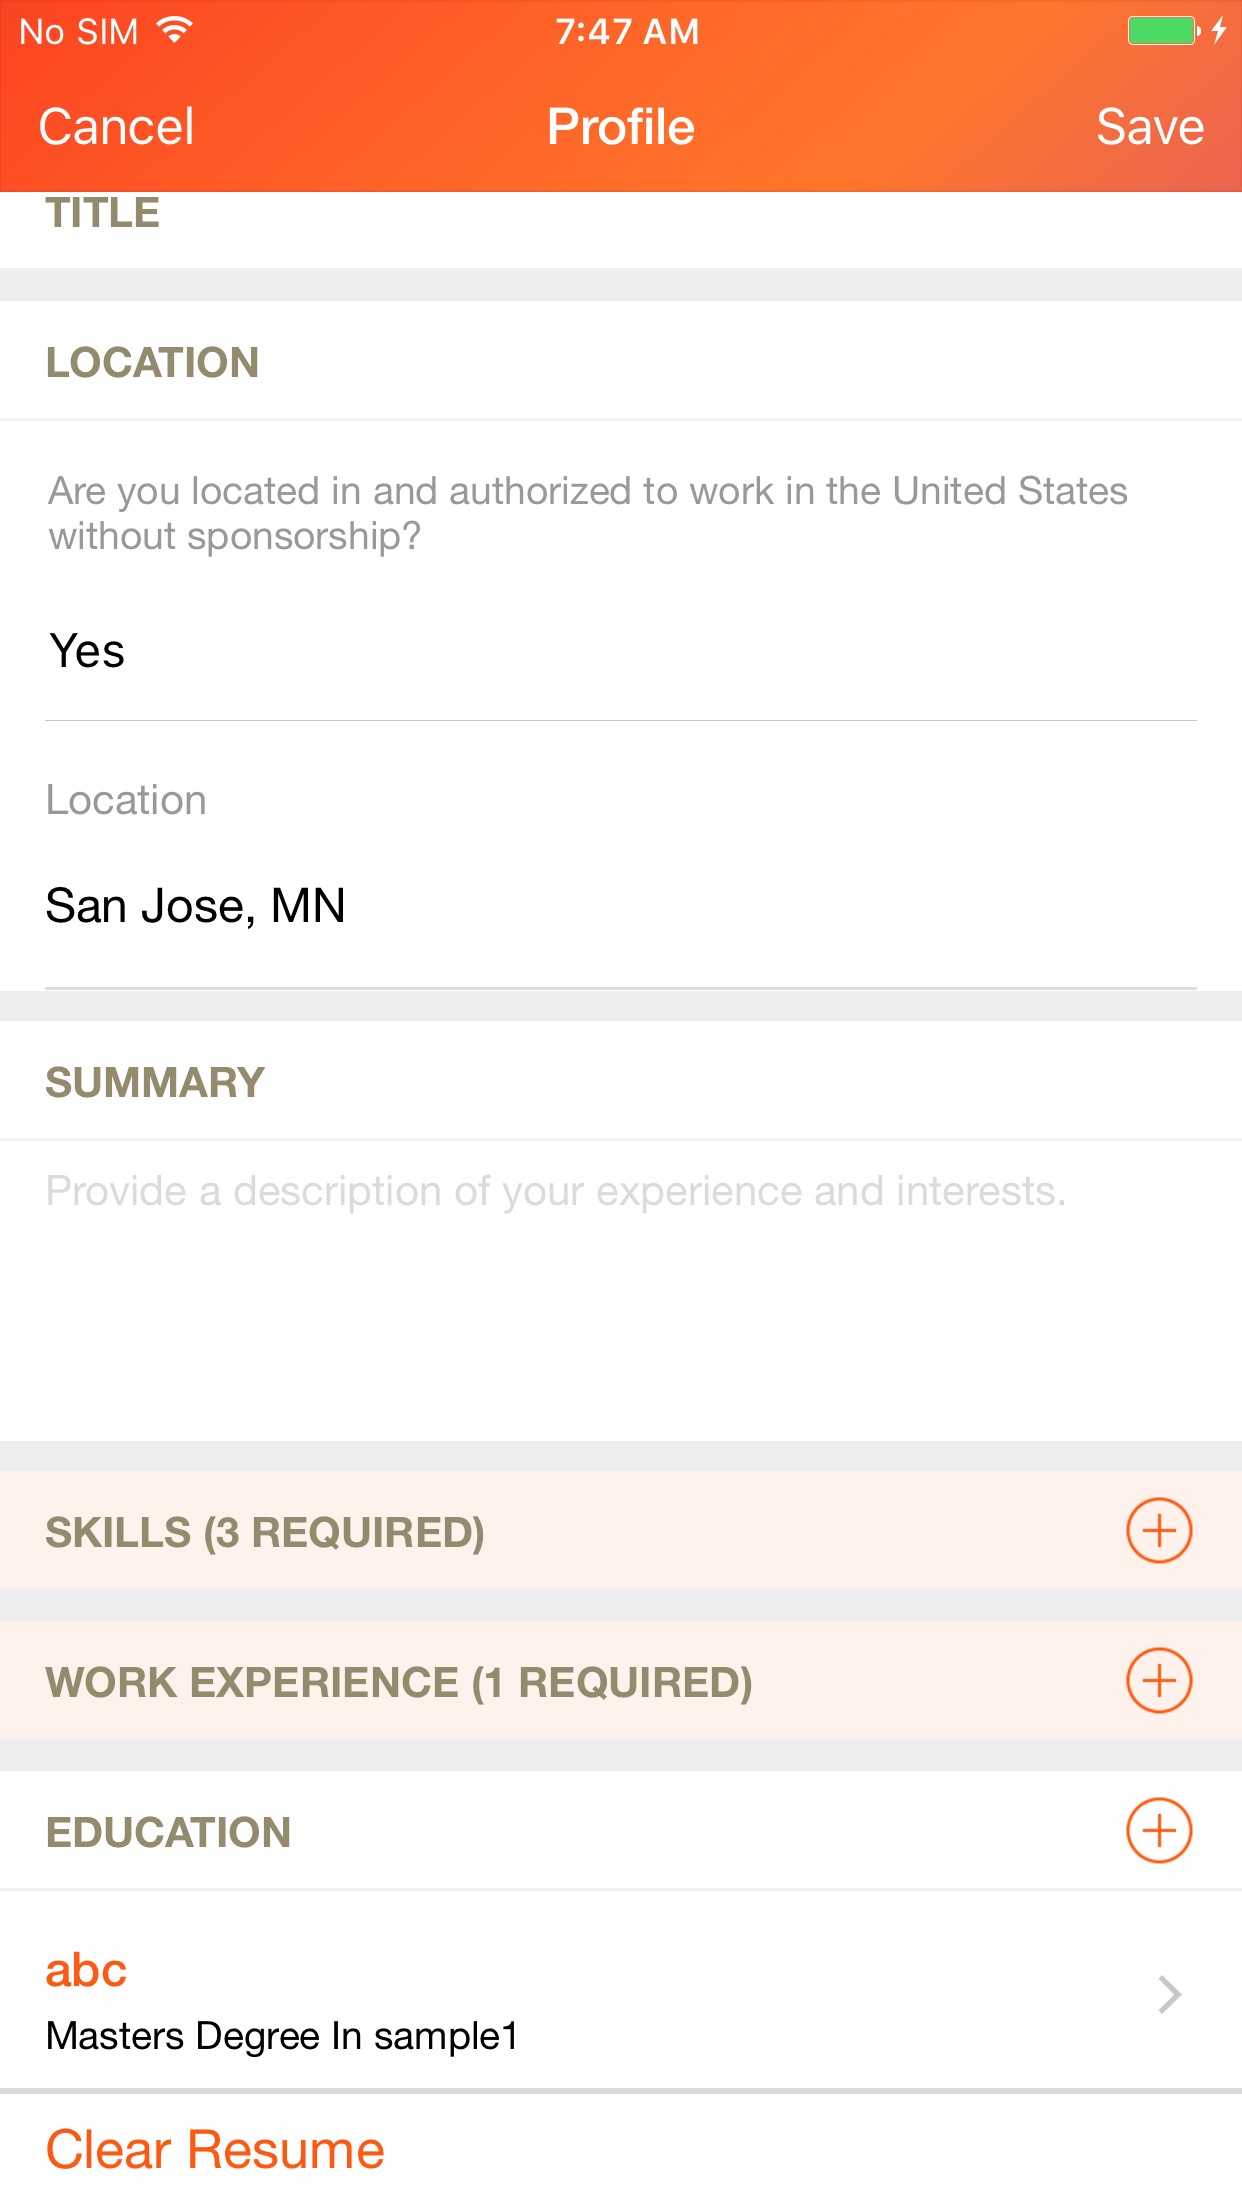 No SIM 7:47 AM
Cancel Profile Save
TITLE
LOCATION
Are you located in and authorized to work in the United States
without sponsorship?
Yes
Location
San Jose, MN
SUMMARY
Provide a description of your experience and interests.
SKILLS (3 REQUIRED)
WORK EXPERIENCE (1 REQUIRED)
EDUCATION
abc
Masters Degree In sample1
Clear Resume